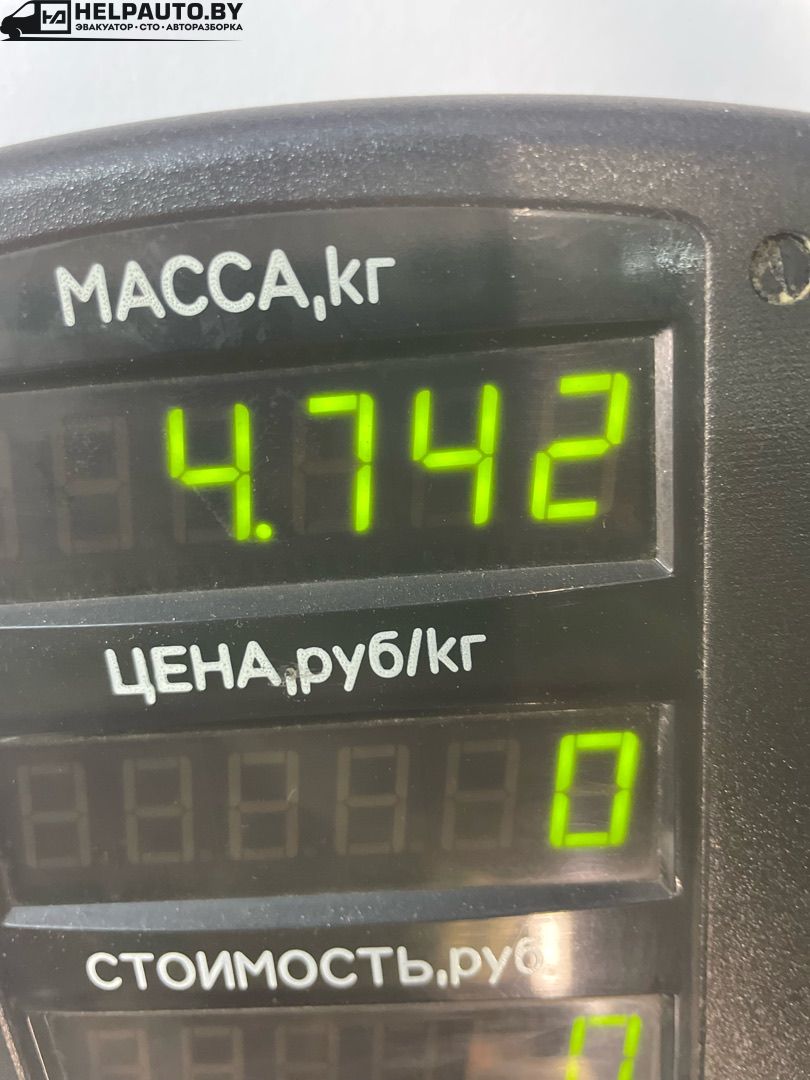 HELPAUTO.BY
ЭВАКУАТОР • СТО • АВТОРАЗБОРКА
МАССА,кг
4.742
ЦЕНА,руб/кг
0
СТОИМОСТЬ,руб
0